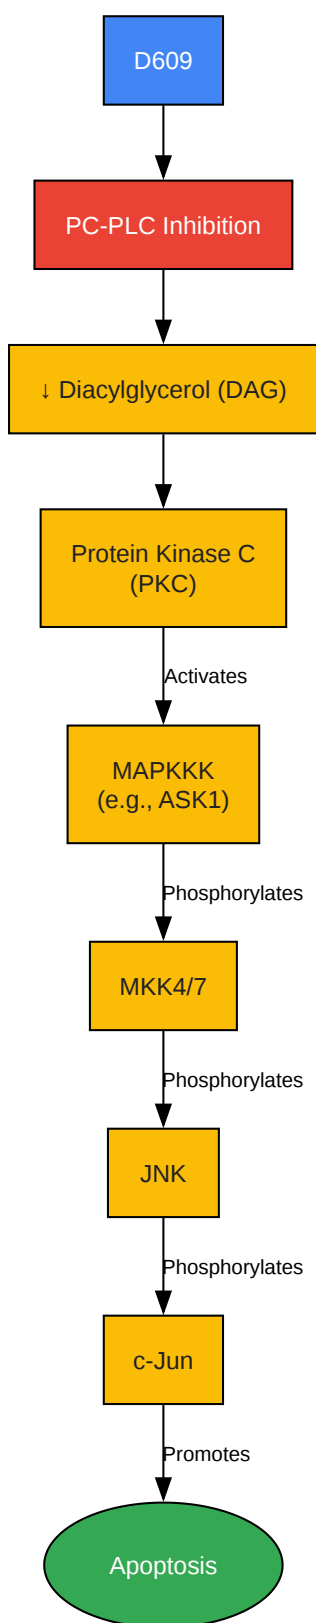 D609
PC-PLC Inhibition
↓ Diacylglycerol (DAG)
Protein Kinase C
(PKC)
Activates
MAPKKK
(e.g., ASK1)
Phosphorylates
MKK4/7
Phosphorylates
JNK
Phosphorylates
c-Jun
Promotes
Apoptosis